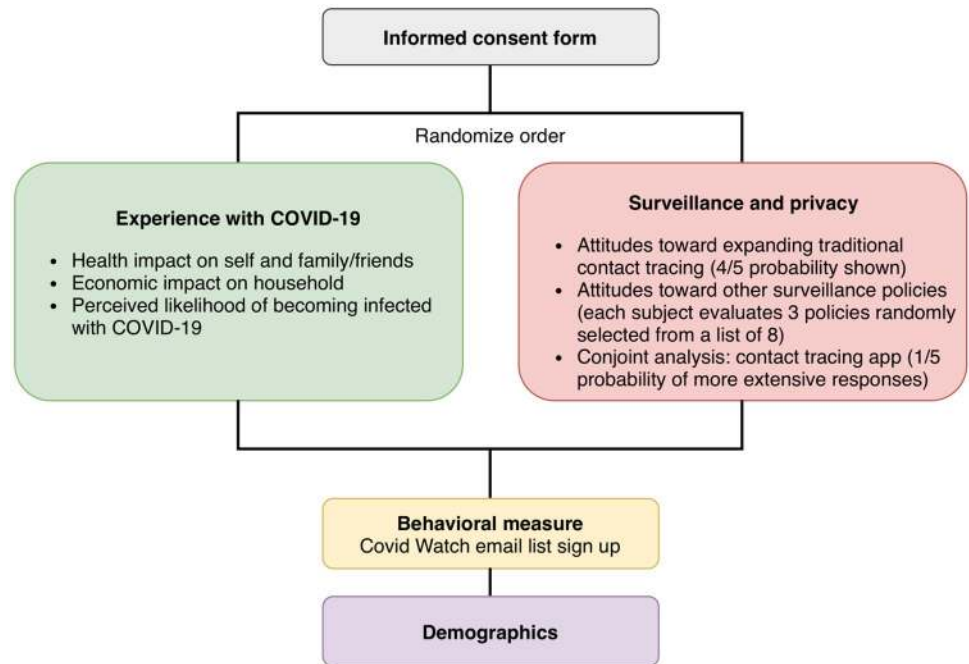 Informed consent form
Randomize order
Experience with COVID-19
• Health impact on self and family/friends
• Economic impact on household
• Perceived likelihood of becoming infected
with COVID-19
Surveillance and privacy
• Attitudes toward expanding traditional
contact tracing (4/5 probability shown)
• Attitudes toward other surveillance policies
(each subject evaluates 3 policies randomly
selected from a list of 8)
• Conjoint analysis: contact tracing app (1/5
probability of more extensive responses)
Behavioral measure
Covid Watch email list sign up
Demographics